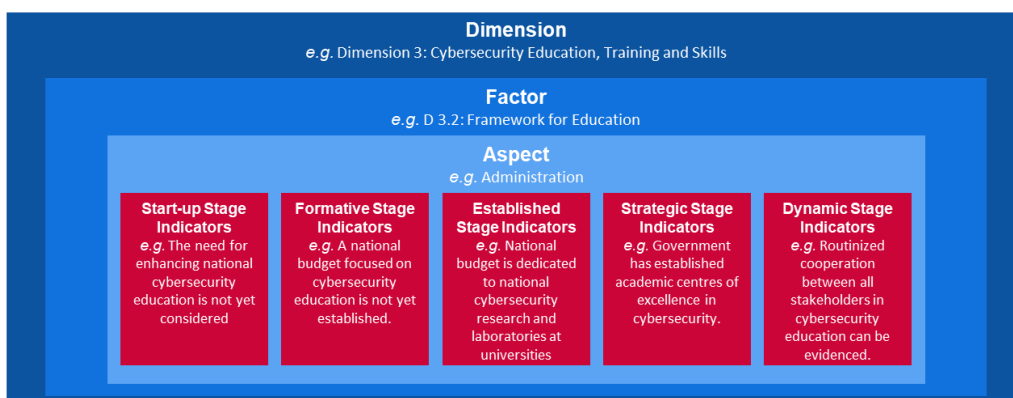 Dimension
e.g. Dimension 3: Cybersecurity Education, Training and Skills
Factor
e.g. D 3.2: Framework for Education
Aspect
e.g. Administration
Start-up Stage
Indicators
e.g. The need for
enhancing national
cybersecurity
education is not yet
considered
Formative Stage
Indicators
e.g. A national
budget focused on
cybersecurity
education is not yet
established.
Established
Stage Indicators
e.g. National
budget is dedicated
to national
cybersecurity
research and
laboratories at
universities
Strategic Stage
Indicators
e.g. Government
has established
academic centres of
excellence in
cybersecurity.
Dynamic Stage
Indicators
e.g. Routinized
cooperation
between all
stakeholders in
cybersecurity
education can be
evidenced.